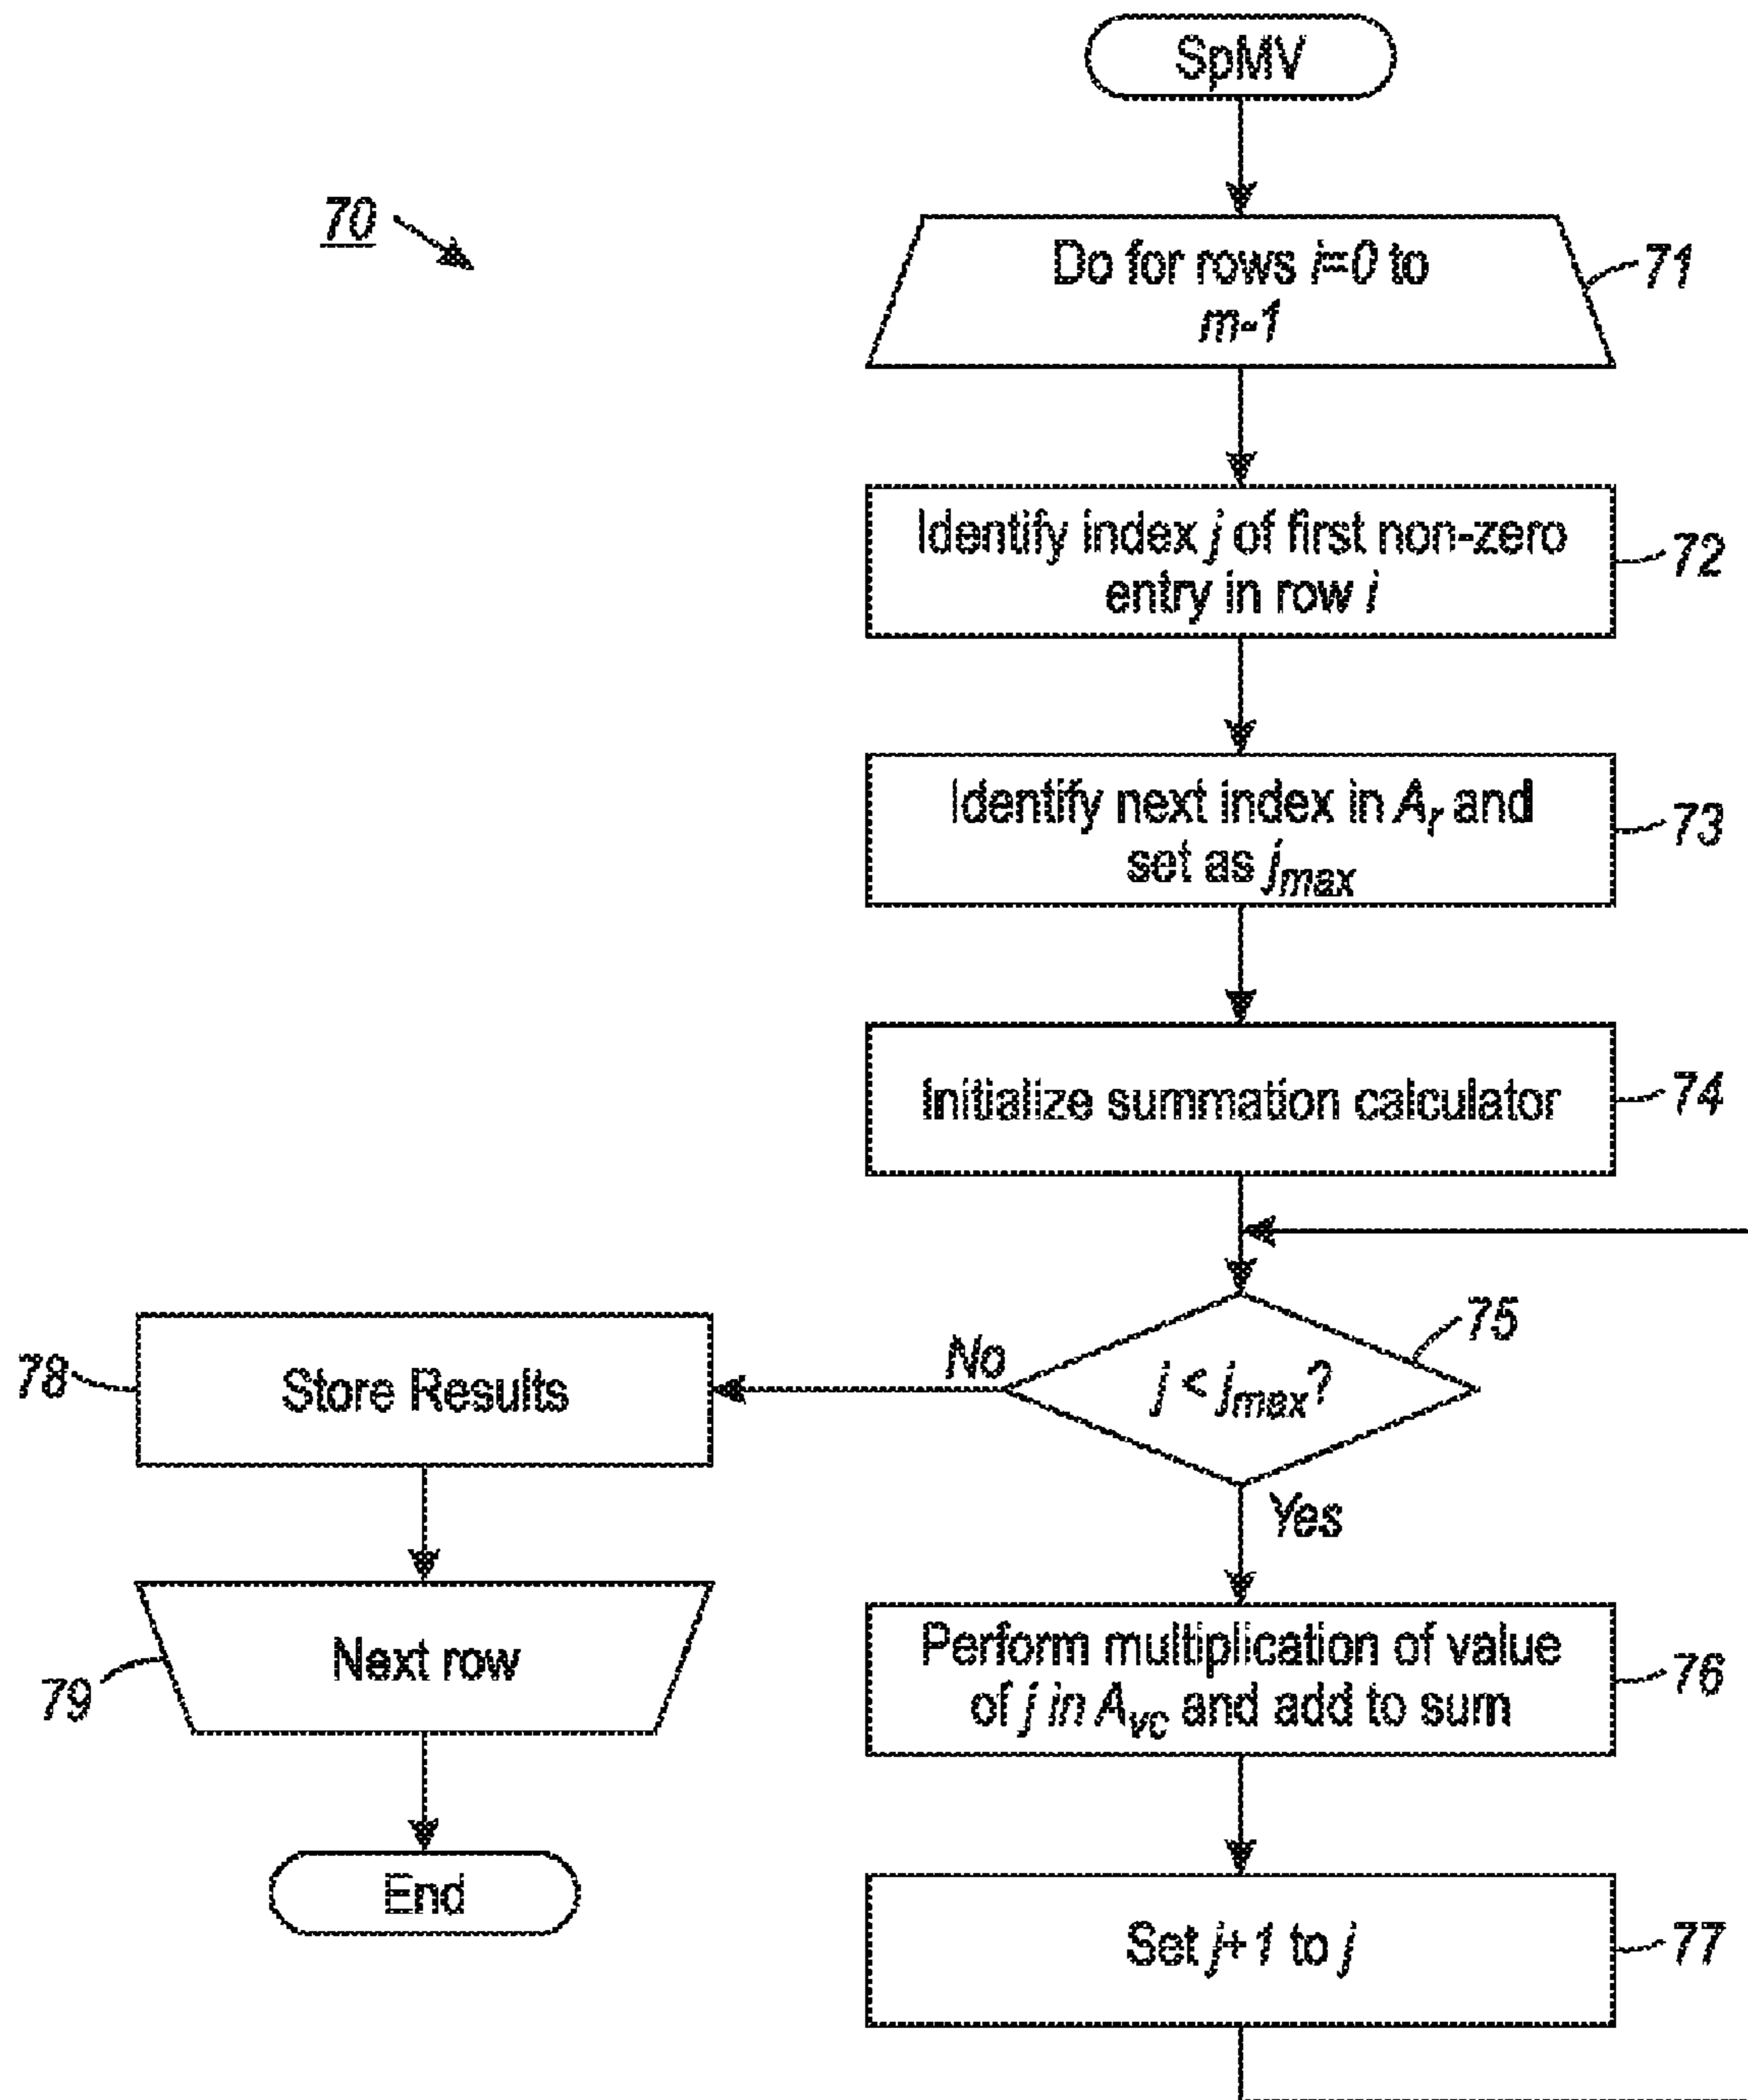 SpMV
70
Do for rows i=0 to
m-1
71
Identify index j of first non-zero
entry in row i
72
Identify next index in Ar and
set as jmax
73
Initialize summation calculator
74
75
j < jmax?
No
Yes
78
Store Results
Perform multiplication of value
of j in Avc and add to sum
76
Next row
79
End
Set j+1 to j
77